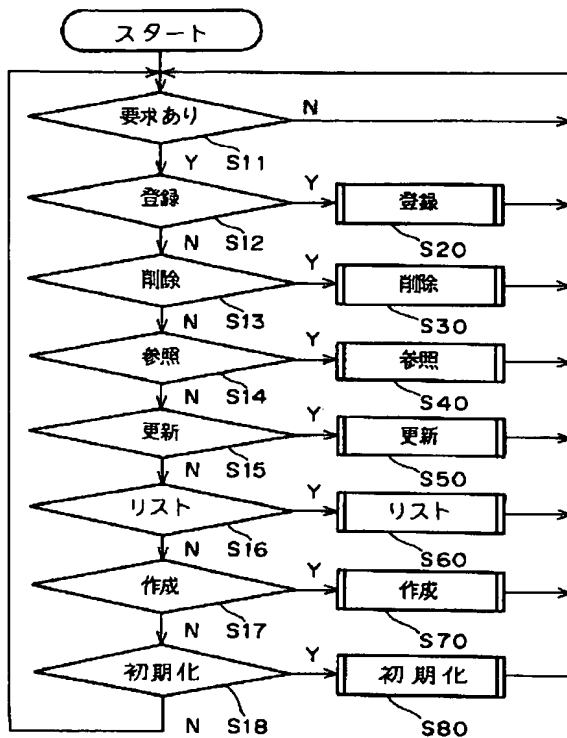 スタート
要求あり
N
Y
S11
登録
Y
登録
N
S12
S20
削除
Y
削除
N
S13
S30
参照
Y
参照
N
S14
S40
更新
Y
更新
N
S15
S50
リスト
Y
リスト
N
S16
S60
作成
Y
作成
N
S17
S70
初期化
Y
初期化
N
S18
S80